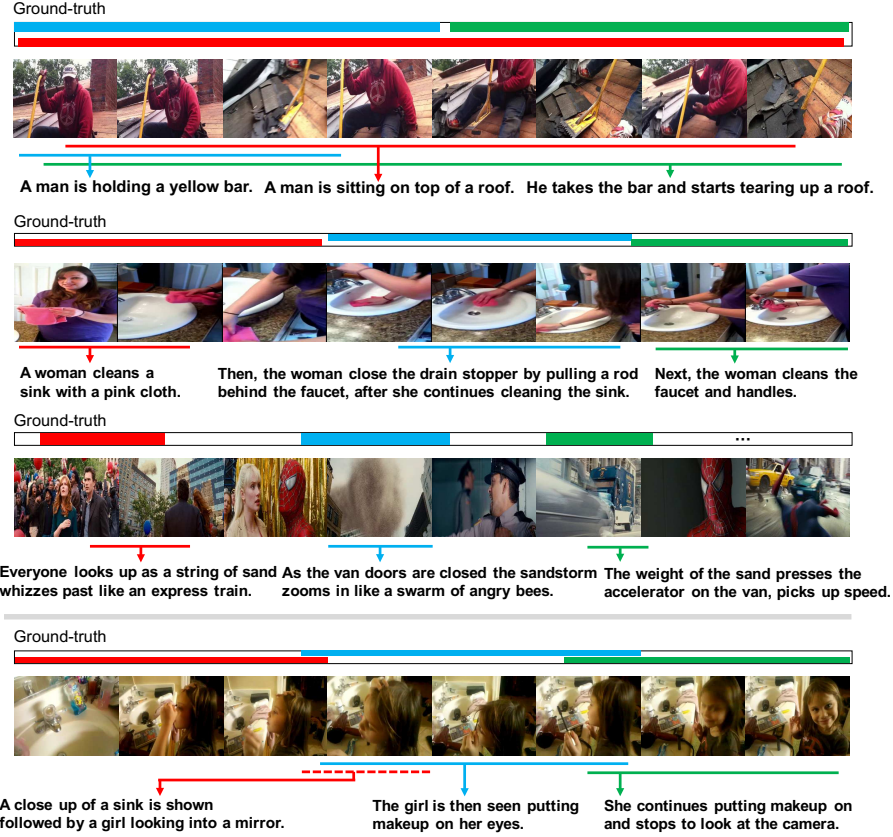 Ground-truth
A man is holding a yellow bar. A man is sitting on top of a roof. He takes the bar and starts tearing up a roof.
Ground-truth
A woman cleans a
sink with a pink cloth.
Then, the woman close the drain stopper by pulling a rod
behind the faucet, after she continues cleaning the sink.
Next, the woman cleans the
faucet and handles.
Ground-truth
...
Everyone looks up as a string of sand
whizzes past like an express train.
As the van doors are closed the sandstorm
zooms in like a swarm of angry bees.
The weight of the sand presses the
accelerator on the van, picks up speed.
Ground-truth
A close up of a sink is shown
followed by a girl looking into a mirror.
The girl is then seen putting
makeup on her eyes.
She continues putting makeup on
and stops to look at the camera.